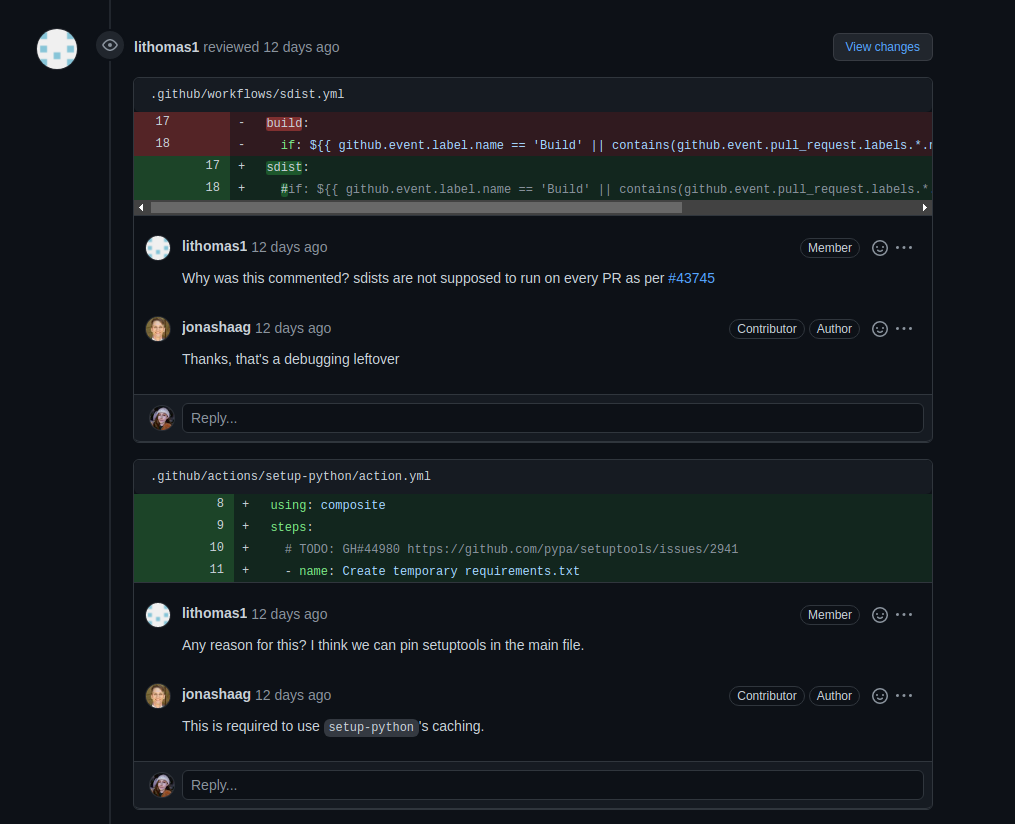 lithomas1 reviewed 12 days ago
View changes
.github/workflows/sdist.yml
17 - build:
18 - if: ${{ github.event.label.name == 'Build' || contains(github.event.pull_request.labels.*.
17 + sdist:
18 + #if: ${{ github.event.label.name == 'Build' || contains(github.event.pull_request.labels.*
lithomas1 12 days ago
Member
Why was this commented? sdists are not supposed to run on every PR as per #43745
jonashaag 12 days ago
Contributor Author
Thanks, that's a debugging leftover
Reply...
.github/actions/setup-python/action.yml
8 + using: composite
9 + steps:
10 + # TODO: GH#44980 https://github.com/pypa/setuptools/issues/2941
11 + - name: Create temporary requirements.txt
lithomas1 12 days ago
Member
Any reason for this? I think we can pin setuptools in the main file.
jonashaag 12 days ago
Contributor Author
This is required to use setup-python's caching.
Reply...